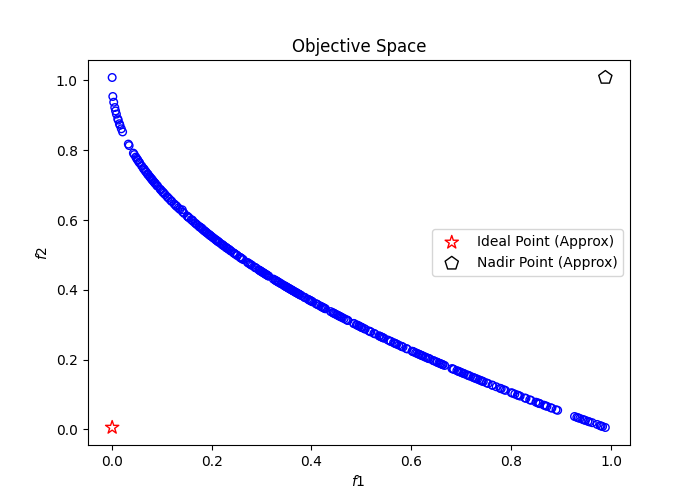 Objective Space
f2
1.0
0.8
0.6
0.4
0.2
0.0
Ideal Point (Approx)
Nadir Point (Approx)
0.0 0.2 0.4 0.6 0.8 1.0
f1